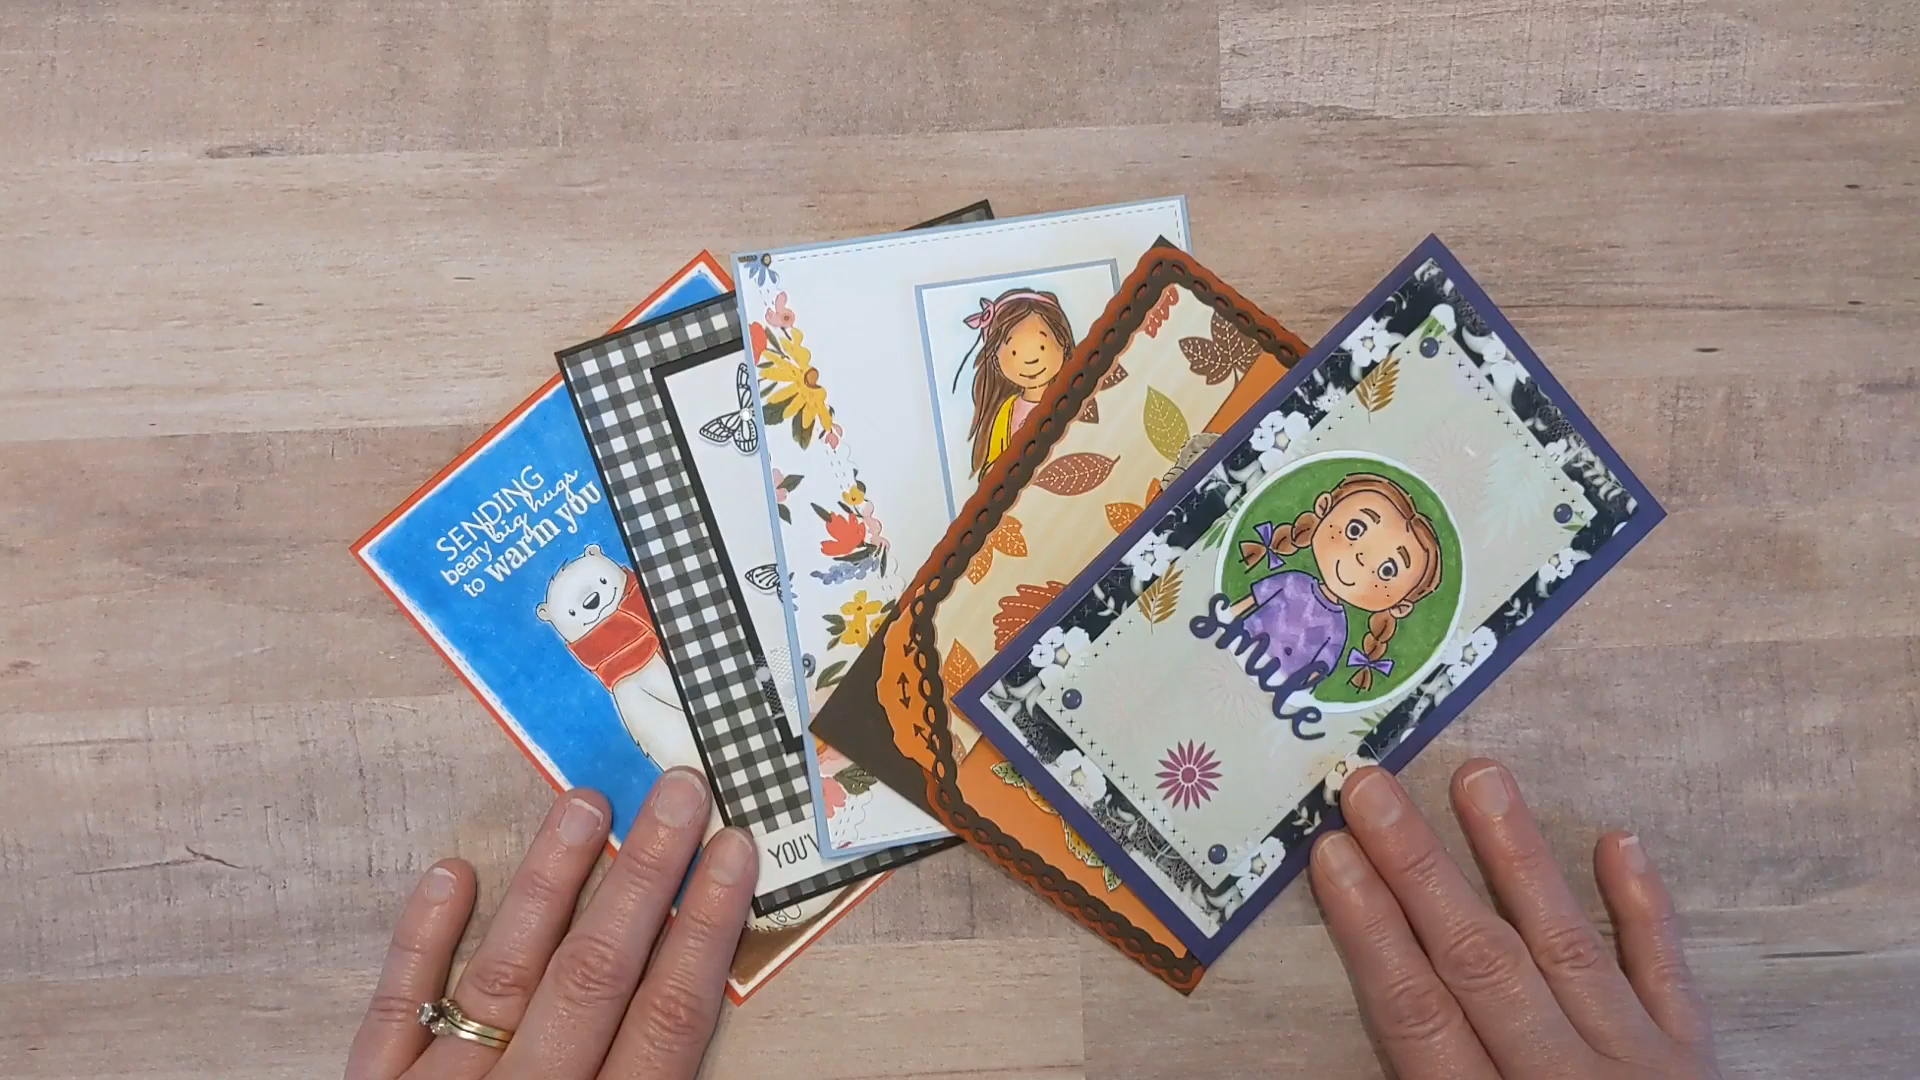 SENDING
beary big hugs
to warm you
YOU'V
smile